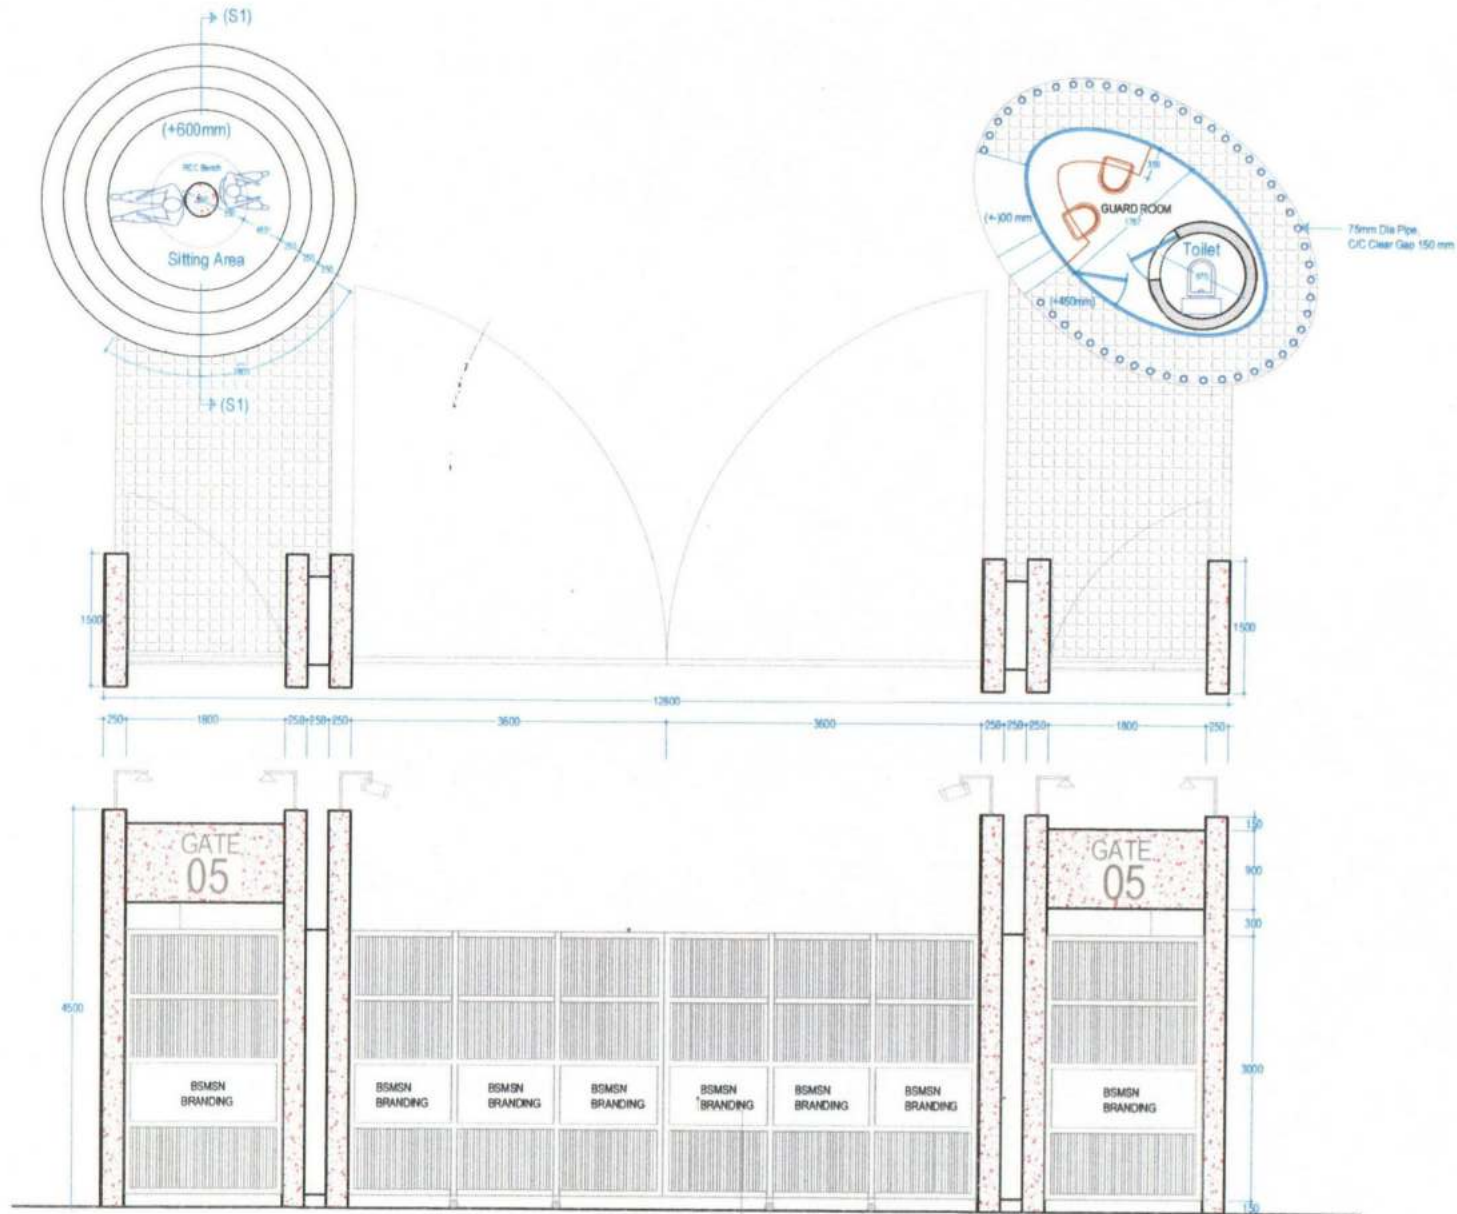 (S1)
(+600mm)
RCC Bench
Sitting Area
(S1)
GUARD ROOM
(+-)00 mm
Toilet
(+450mm)
75mm Dia Pipe,
C/C Clear Gap 150 mm
1500
1500
12600
250
1800
250
250
250
3600
3600
250
250
250
1800
250
GATE
05
GATE
05
150
900
300
4500
3000
150
BSMSN
BRANDING
BSMSN
BRANDING
BSMSN
BRANDING
BSMSN
BRANDING
BSMSN
BRANDING
BSMSN
BRANDING
BSMSN
BRANDING
BSMSN
BRANDING